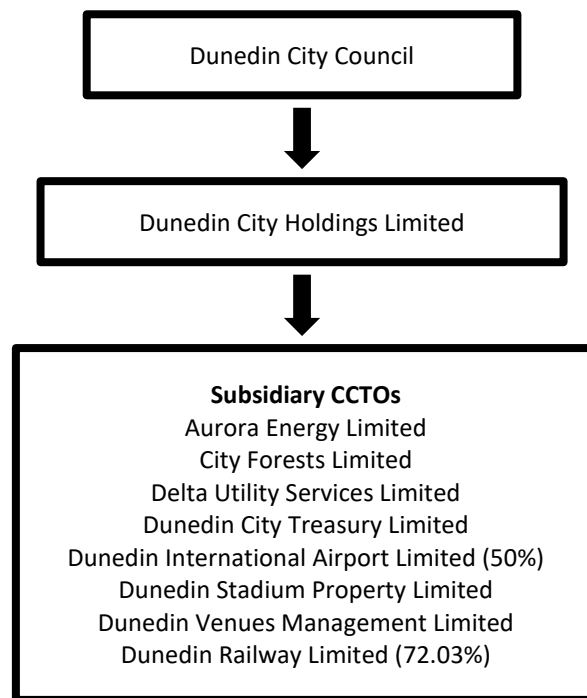 Dunedin City Council
Dunedin City Holdings Limited
Subsidiary CCTOs
Aurora Energy Limited
City Forests Limited
Delta Utility Services Limited
Dunedin City Treasury Limited
Dunedin International Airport Limited (50%)
Dunedin Stadium Property Limited
Dunedin Venues Management Limited
Dunedin Railway Limited (72.03%)